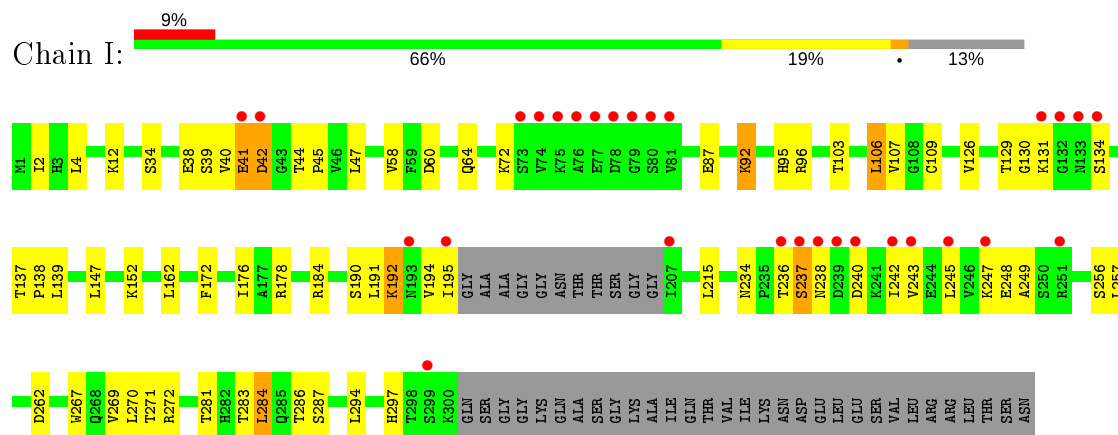 9%
Chain I:
66% 19% • 13%
M1 I2 H3 L4 K12 S34 E38 S39 V40 E41 D42 G43 T44 P45 V46 L47 V58 F59 D60 Q64 K72 S73 V74 K75 A76 E77 D78 G79 S80 V81 E87 K92 H95 R96 T103 L106 V107 G108 C109 V126 T129 G130 K131 G132 N133 S134
T137 P138 L139 L147 K152 L162 F172 I176 A177 R178 R184 S190 L191 K192 N193 V194 I195 GLY ALA ALA GLY GLY ASN THR THR SER GLY GLY I207 L215 N234 P235 T236 S237 N238 D239 D240 K241 I242 V243 E244 L245 V246 K247 E248 A249 S250 R251 S256 L257
D262 W267 Q268 V269 L270 T271 R272 T281 H282 T283 L284 Q285 T286 S287 L294 H297 T298 S299 K300 GLN SER GLY GLY LYS GLN ALA SER GLY LYS ALA ILE GLN THR VAL ILE LYS ASN ASP GLU LEU GLU SER VAL LEU ARG ARG LEU THR SER ASN